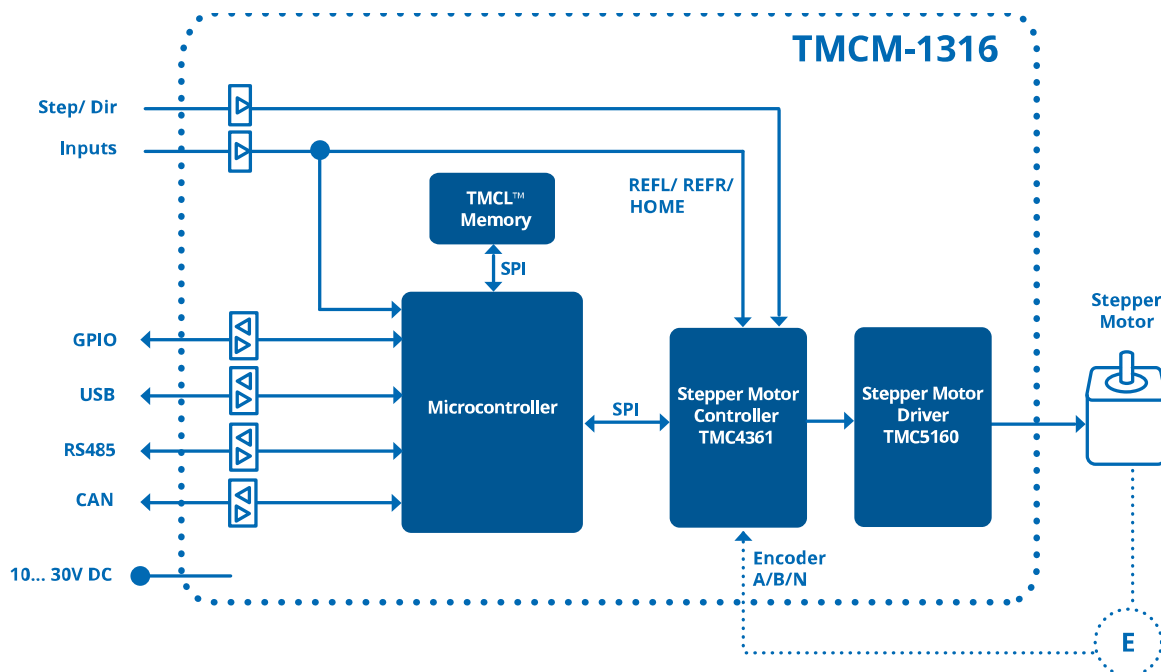 TMCM-1316
Step/ Dir
Inputs
REFL/ REFR/
HOME
TMCL™
Memory
SPI
GPIO
USB
RS485
CAN
10... 30V DC
Microcontroller
SPI
Stepper Motor
Controller
TMC4361
Stepper Motor
Driver
TMC5160
Stepper
Motor
Encoder
A/B/N
E